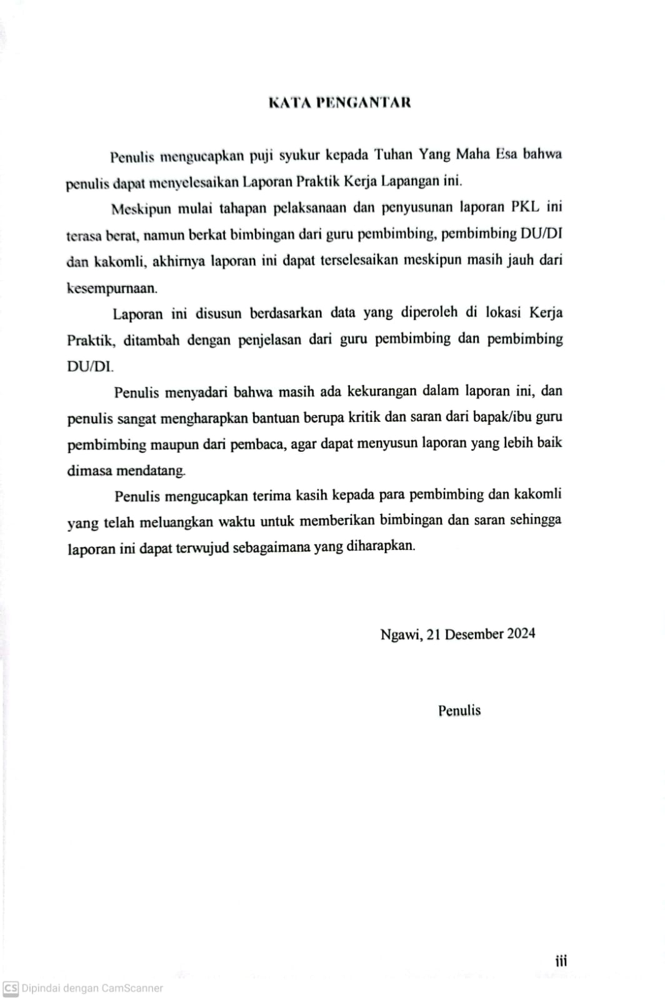 KATA PENGANTAR
Penulis mengucapkan puji syukur kepada Tuhan Yang Maha Esa bahwa
penulis dapat menyelesaikan Laporan Praktik Kerja Lapangan ini.
Meskipun mulai tahapan pelaksanaan dan penyusunan laporan PKL ini
terasa berat, namun berkat bimbingan dari guru pembimbing, pembimbing DU/DI
dan kakomli, akhirnya laporan ini dapat terselesaikan meskipun masih jauh dari
kesempurnaan.
Laporan ini disusun berdasarkan data yang diperoleh di lokasi Kerja
Praktik, ditambah dengan penjelasan dari guru pembimbing dan pembimbing
DU/DI.
Penulis menyadari bahwa masih ada kekurangan dalam laporan ini, dan
penulis sangat mengharapkan bantuan berupa kritik dan saran dari bapak/ibu guru
pembimbing maupun dari pembaca, agar dapat menyusun laporan yang lebih baik
dimasa mendatang.
Penulis mengucapkan terima kasih kepada para pembimbing dan kakomli
yang telah meluangkan waktu untuk memberikan bimbingan dan saran sehingga
laporan ini dapat terwujud sebagaimana yang diharapkan.
Ngawi, 21 Desember 2024
Penulis
iii
CS Dipindai dengan CamScanner